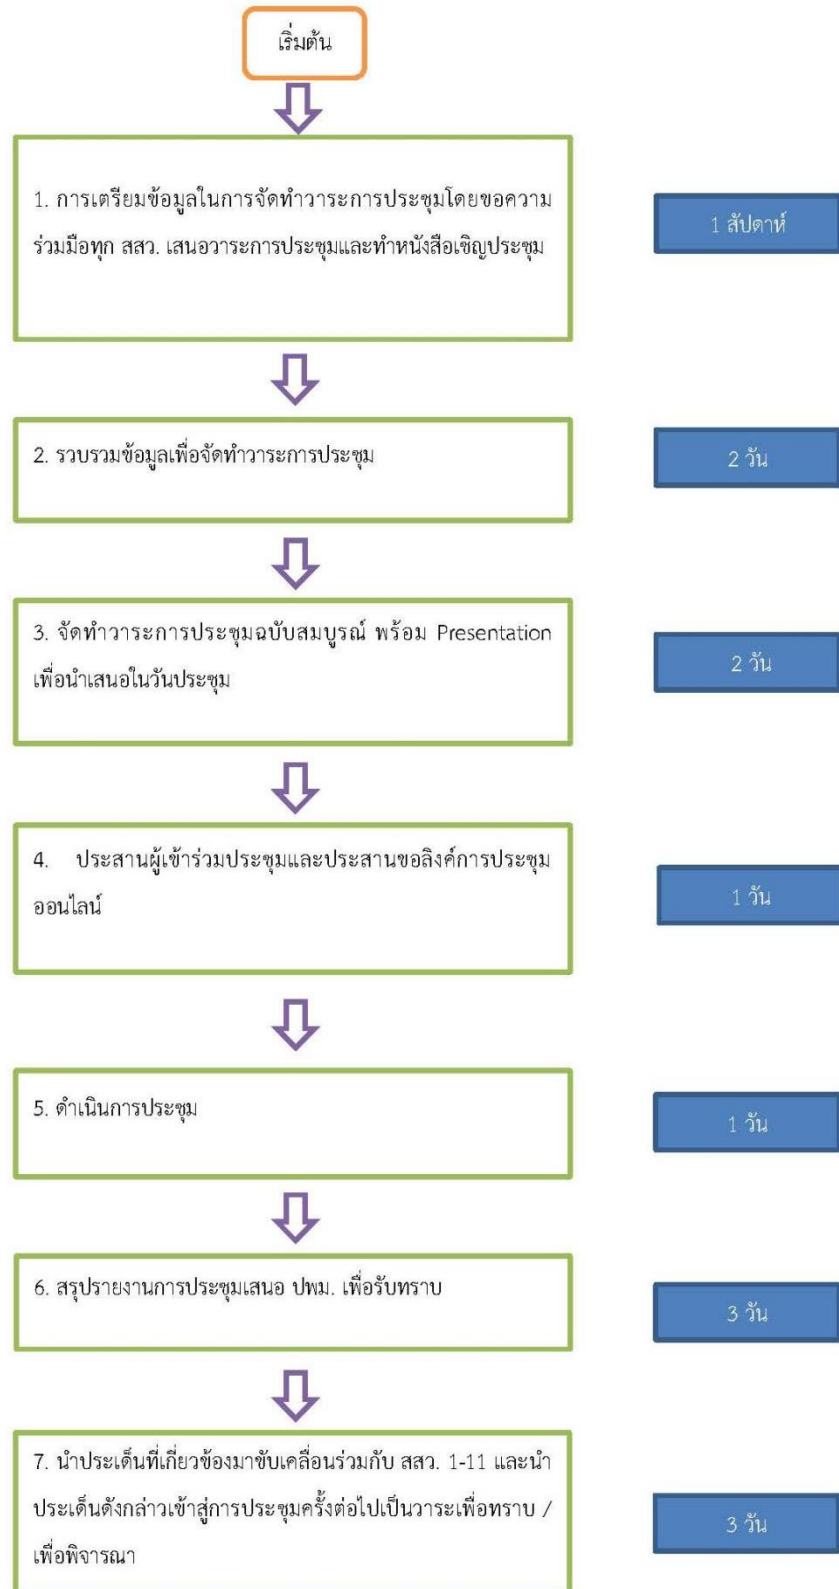 เริ่มต้น
1. การเตรียมข้อมูลในการจัดทำวาระการประชุมโดยขอความ
ร่วมมือทุก สสว. เสนอวาระการประชุมและทำหนังสือเชิญประชุม
1 สัปดาห์
2. รวบรวมข้อมูลเพื่อจัดทำวาระการประชุม
2 วัน
3. จัดทำวาระการประชุมฉบับสมบูรณ์ พร้อม Presentation
เพื่อนำเสนอในวันประชุม
2 วัน
4. ประสานผู้เข้าร่วมประชุมและประสานขอลิงค์การประชุม
ออนไลน์
1 วัน
5. ดำเนินการประชุม
1 วัน
6. สรุปรายงานการประชุมเสนอ ปพม. เพื่อรับทราบ
3 วัน
7. นำประเด็นที่เกี่ยวข้องมาขับเคลื่อนร่วมกับ สสว. 1-11 และนำ
ประเด็นดังกล่าวเข้าสู่การประชุมครั้งต่อไปเป็นวาระเพื่อทราบ /
เพื่อพิจารณา
3 วัน